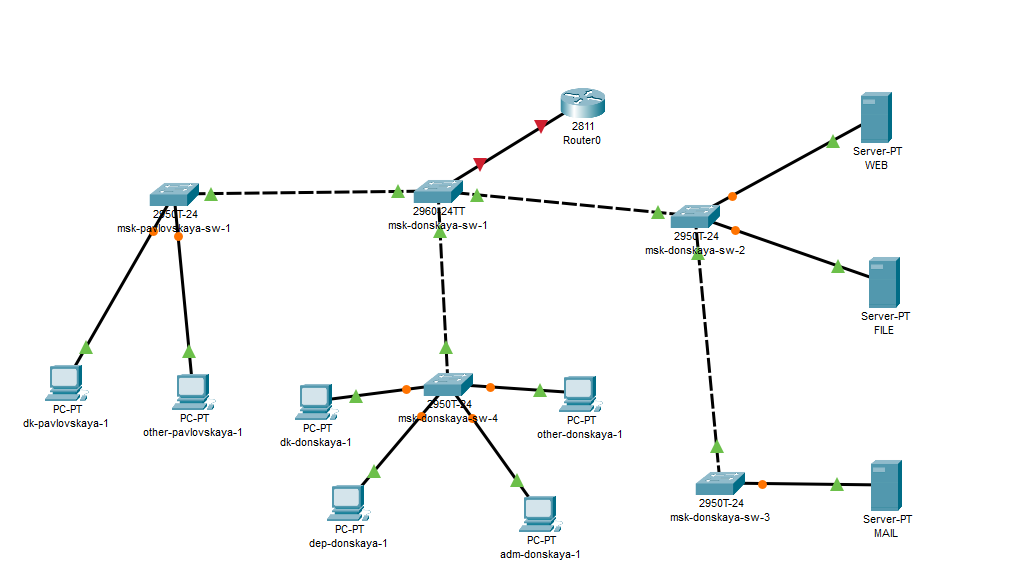 2811
Router0
Server-PT
WEB
2950T-24
msk-pavlovskaya-sw-1
2960-24TT
msk-donskaya-sw-1
2950T-24
msk-donskaya-sw-2
Server-PT
FILE
PC-PT
dk-pavlovskaya-1
PC-PT
other-pavlovskaya-1
2950T-24
msk-donskaya-sw-4
PC-PT
dk-donskaya-1
PC-PT
other-donskaya-1
PC-PT
dep-donskaya-1
PC-PT
adm-donskaya-1
2950T-24
msk-donskaya-sw-3
Server-PT
MAIL